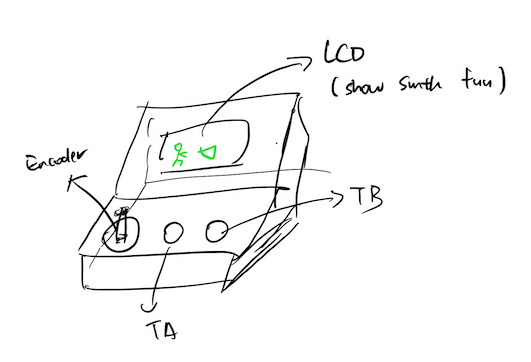 LCD
(show smth fun)
Encoder
TB
TA